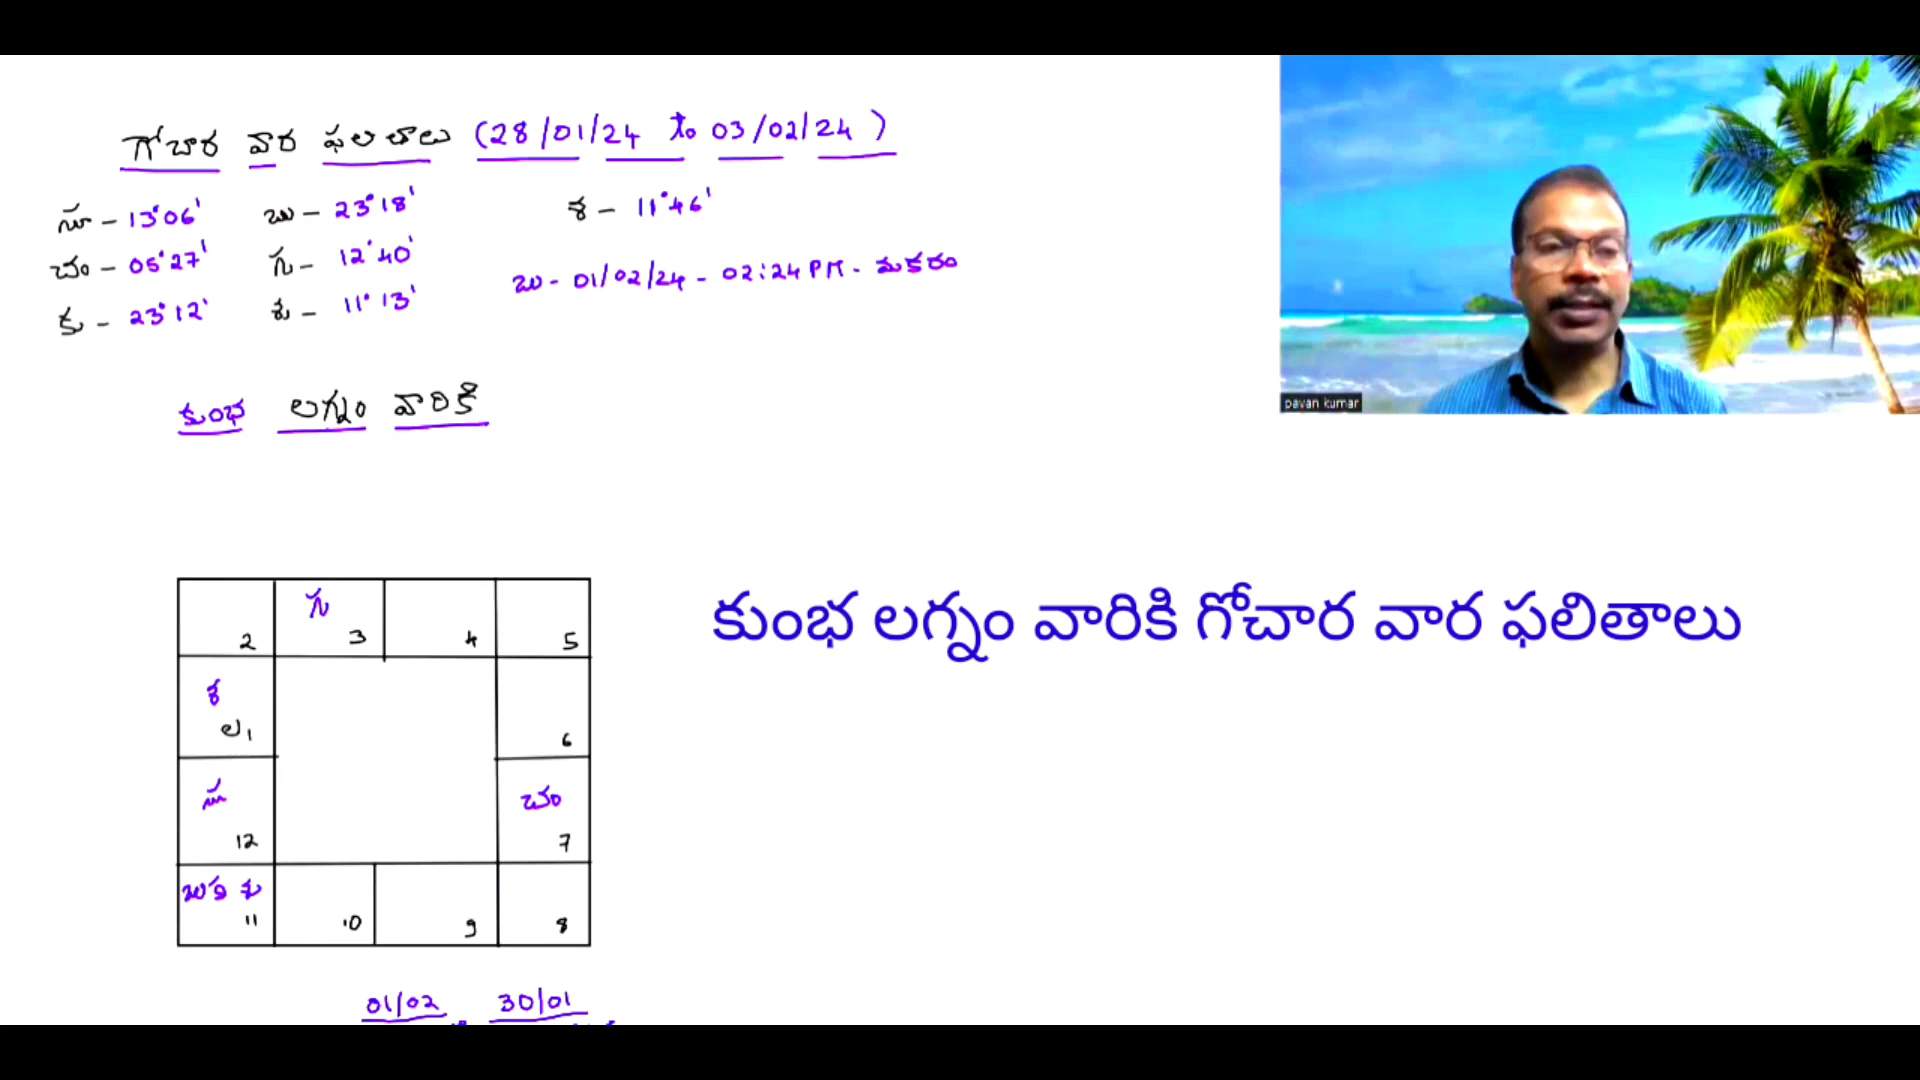 గోచార వార ఫలితాలు (28/01/24 to 03/02/24)
సూ - 13°06' బు - 23°18' శ - 11°46'
చం - 05°27' గు - 12°40' బు - 01/02/24 - 02:24 PM - మకరం
కు - 23°12' శు - 11°13'
కుంభ లగ్నం వారికి
pavan kumar
కుంభ లగ్నం వారికి గోచార వార ఫలితాలు
గు
2 3 4 5
శ
ల 1 6
సూ చం
12 7
బు కు శు
11 10 9 8
01/02 30/01